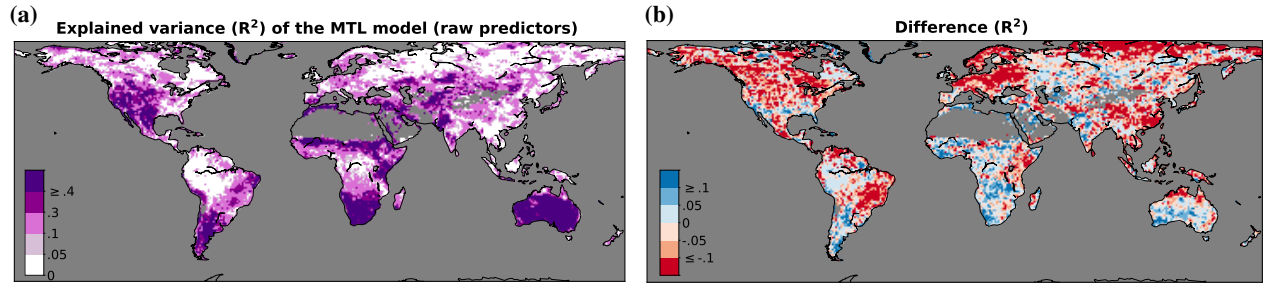 (a)
Explained variance (R²) of the MTL model (raw predictors)
≥.4
.3
.1
.05
0
(b)
Difference (R²)
≥.1
.05
0
.05
≤-.1